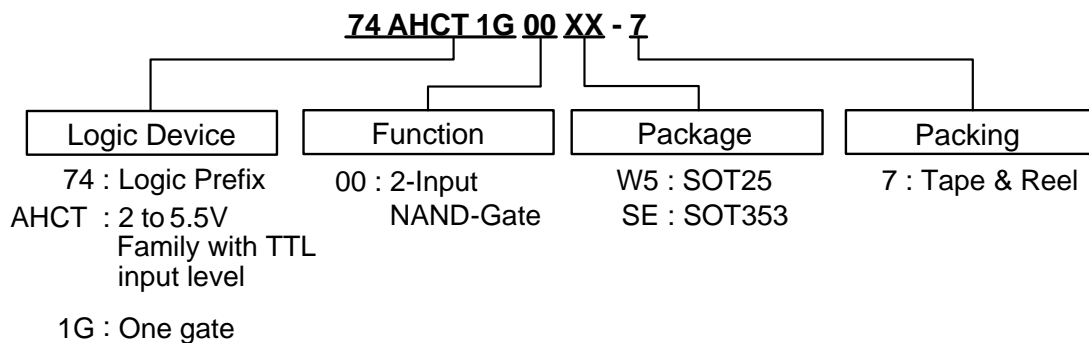 74 AHCT 1G 00 XX - 7
Logic Device
74 : Logic Prefix
AHCT : 2 to 5.5V
Family with TTL
input level
1G : One gate
Function
00 : 2-Input
NAND-Gate
Package
W5 : SOT25
SE : SOT353
Packing
7 : Tape & Reel